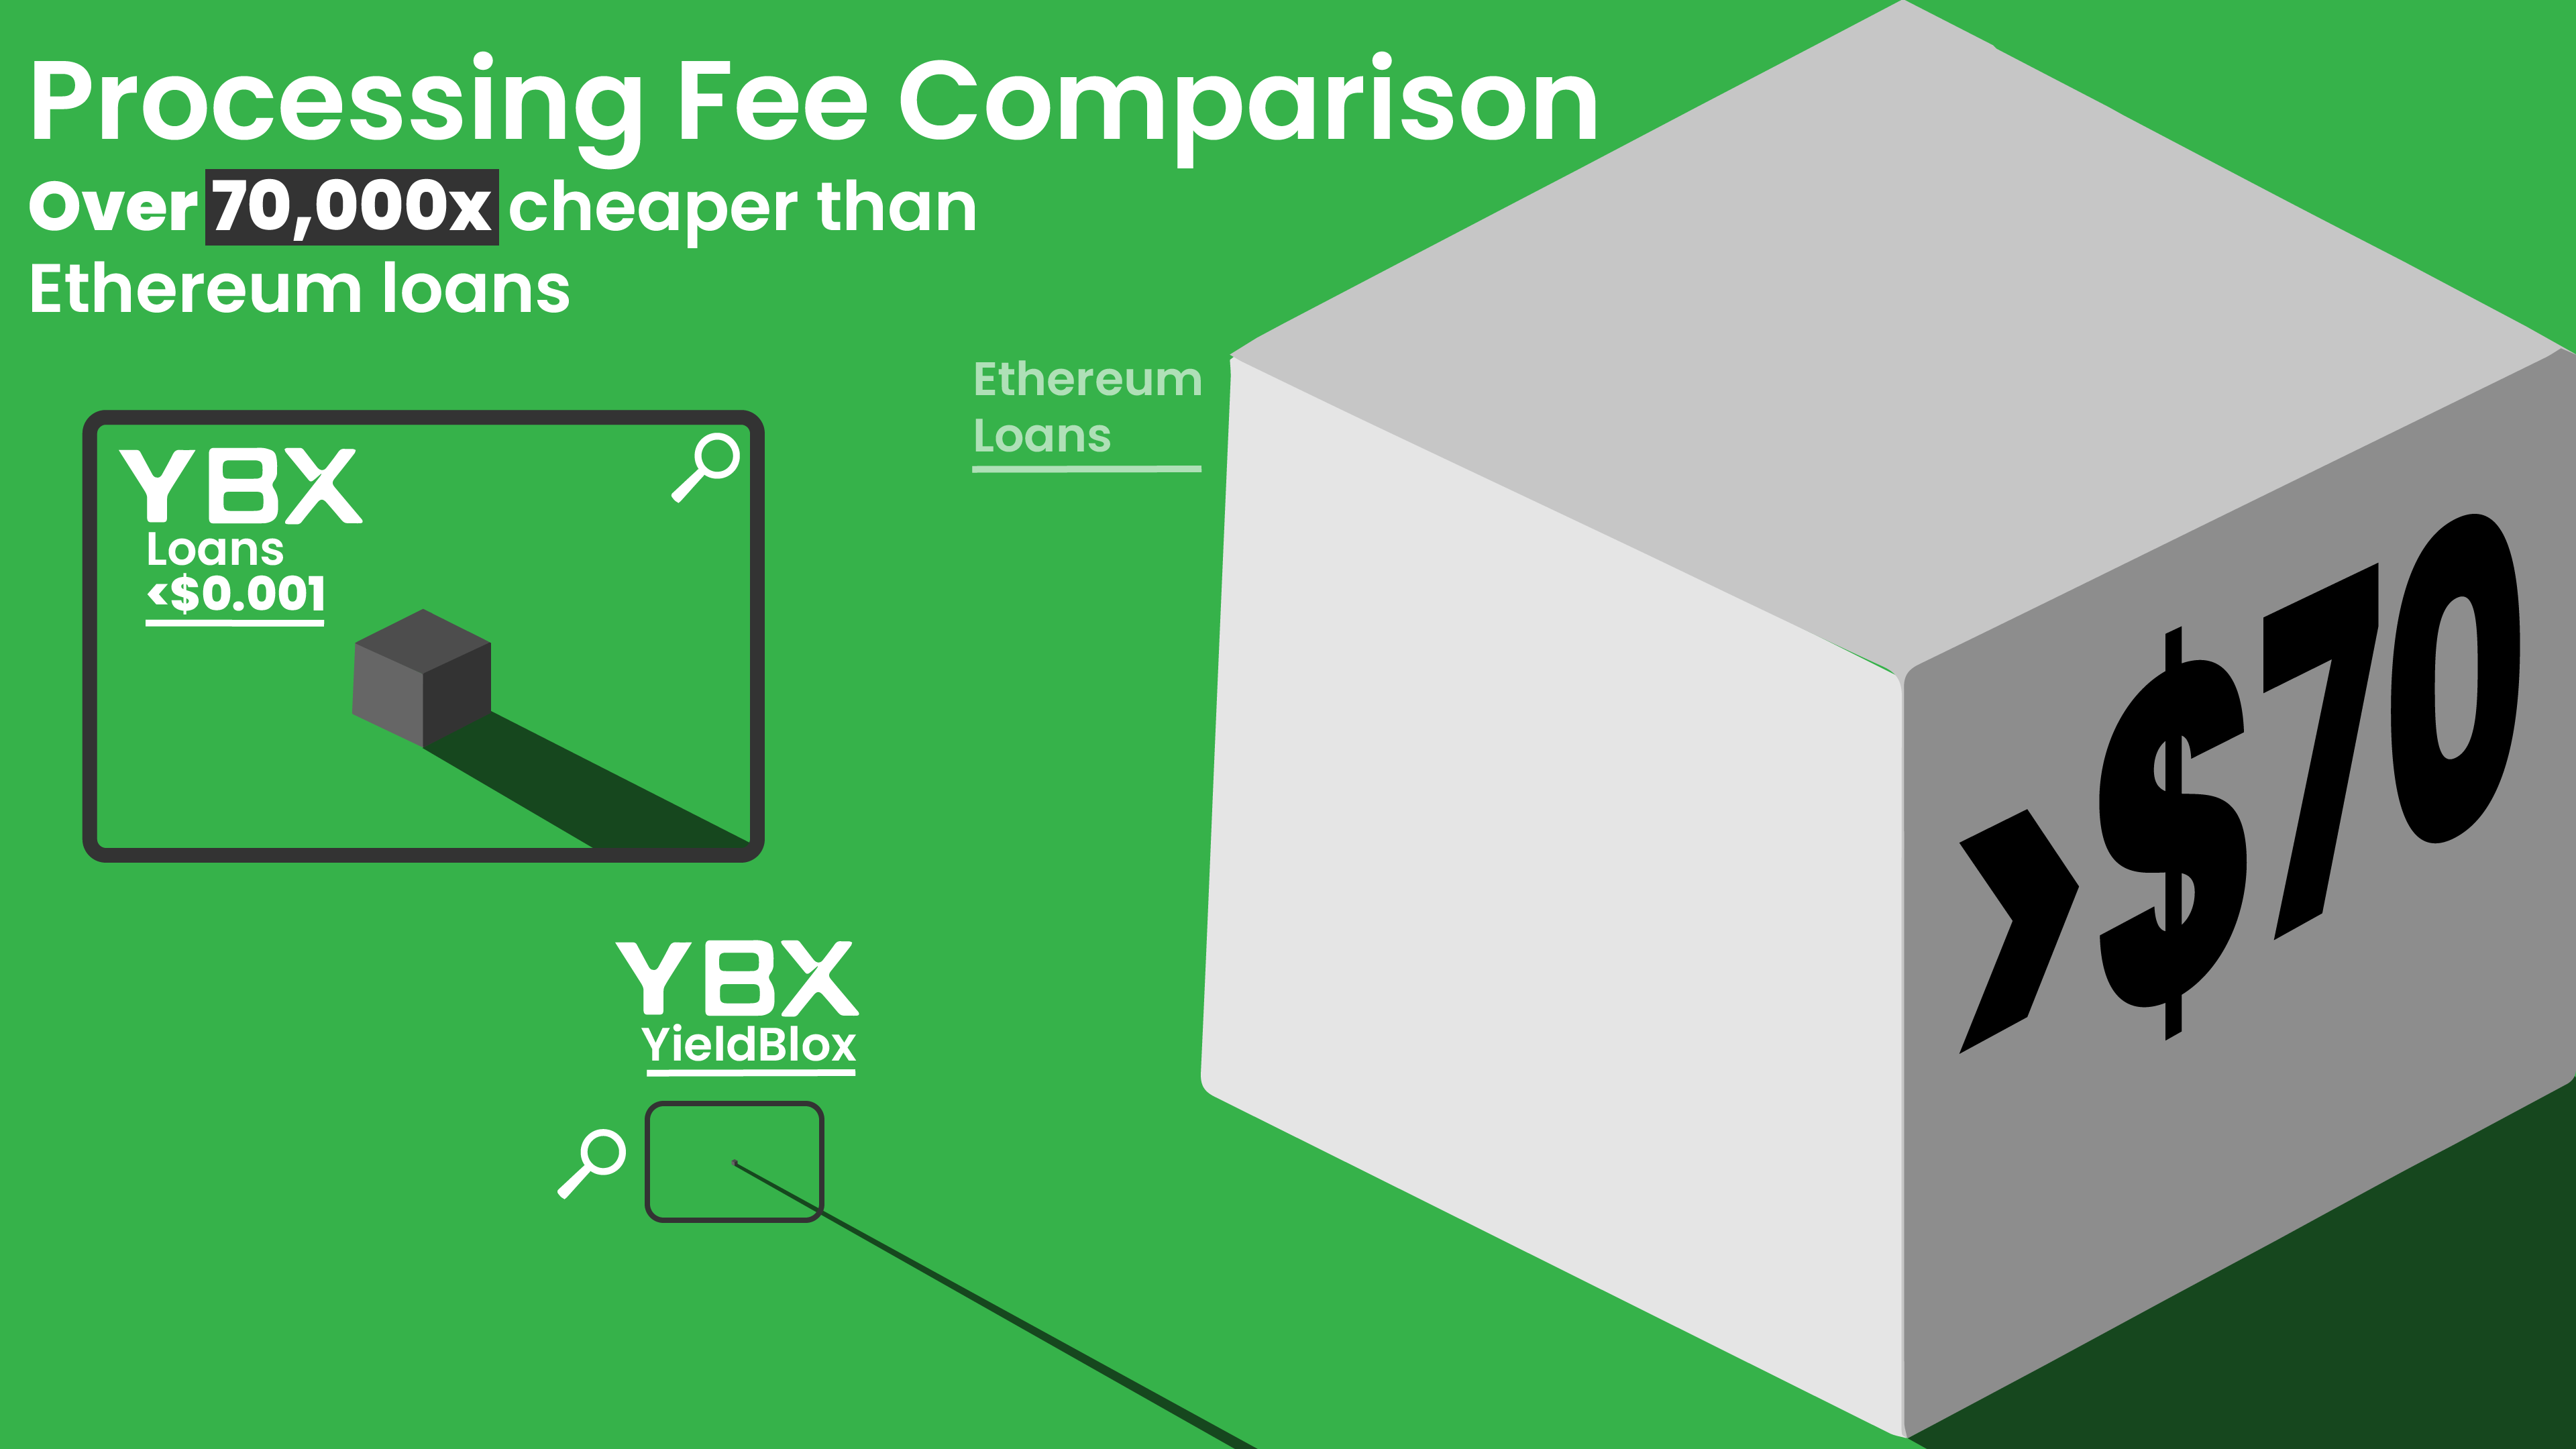 Processing Fee Comparison
Over 70,000x cheaper than
Ethereum loans
Ethereum
Loans
YBX
Loans
<$0.001
>$70
YBX
YieldBlox